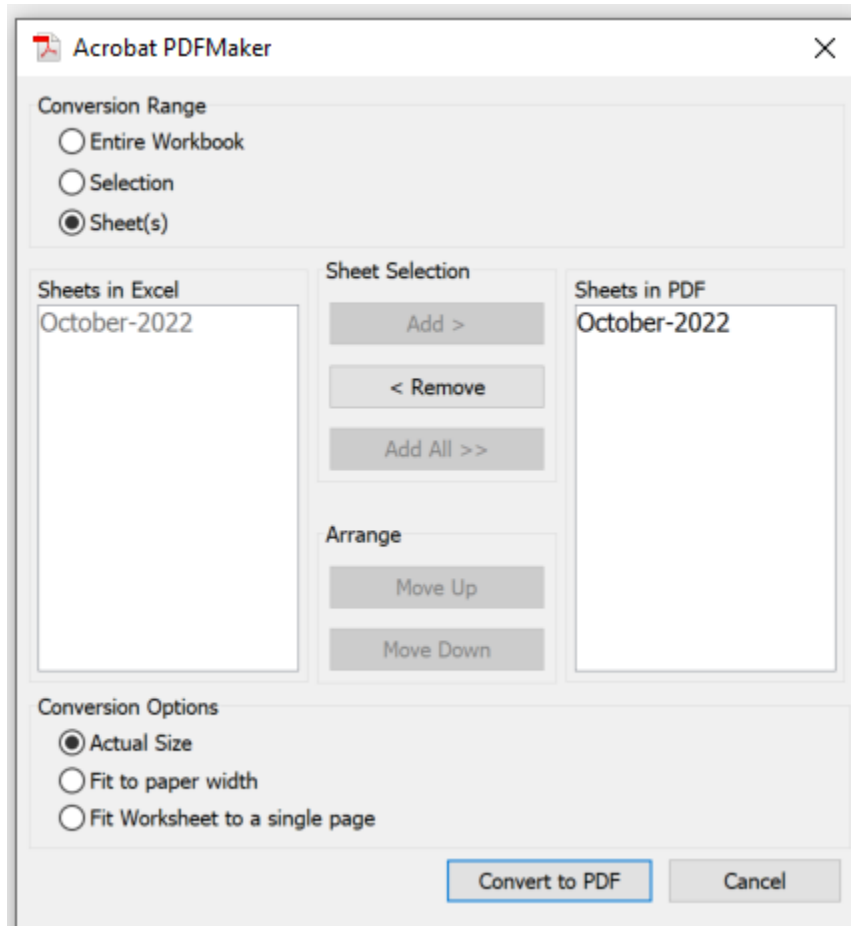 Acrobat PDFMaker
Conversion Range
Entire Workbook
Selection
Sheet(s)
Sheets in Excel
October-2022
Sheet Selection
Add >
< Remove
Add All >>
Arrange
Move Up
Move Down
Sheets in PDF
October-2022
Conversion Options
Actual Size
Fit to paper width
Fit Worksheet to a single page
Convert to PDF
Cancel